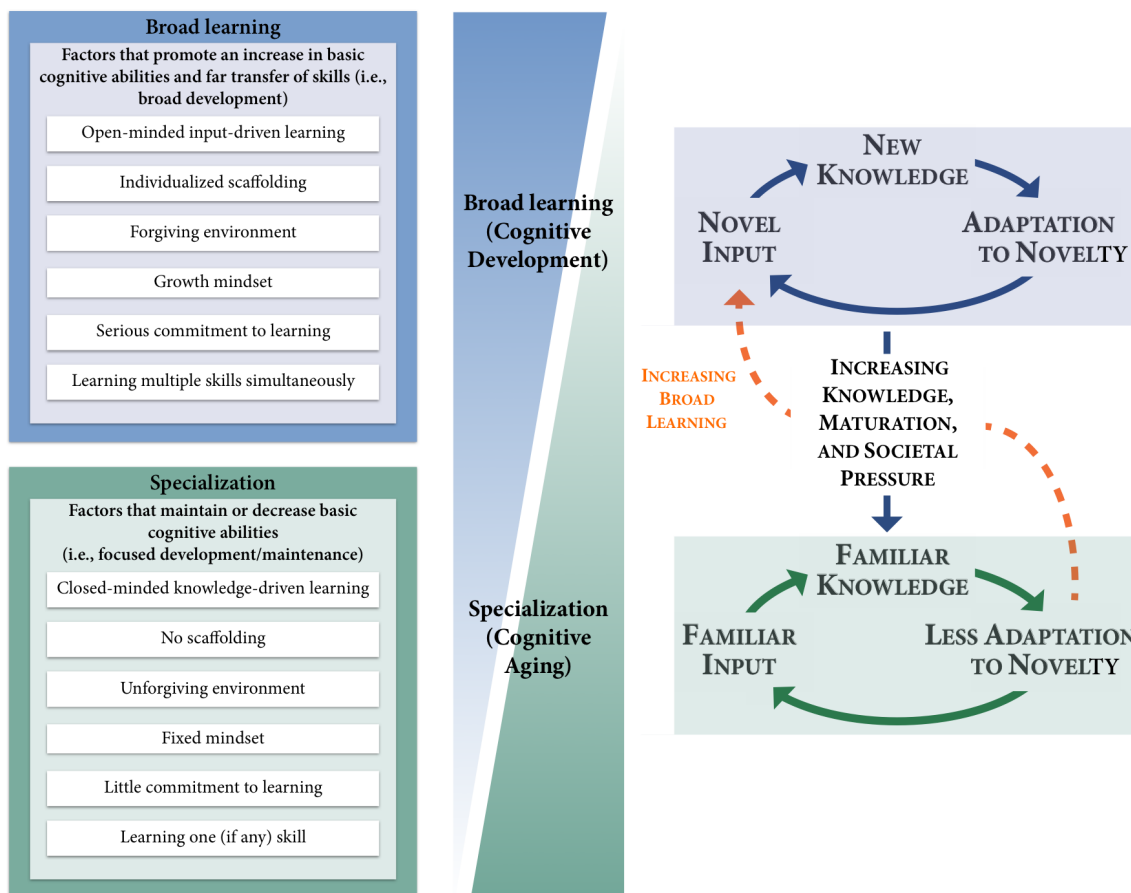 Broad learning
Factors that promote an increase in basic
cognitive abilities and far transfer of skills (i.e.,
broad development)
Open-minded input-driven learning
Individualized scaffolding
Forgiving environment
Growth mindset
Serious commitment to learning
Learning multiple skills simultaneously
Specialization
Factors that maintain or decrease basic
cognitive abilities
(i.e., focused development/maintenance)
Closed-minded knowledge-driven learning
No scaffolding
Unforgiving environment
Fixed mindset
Little commitment to learning
Learning one (if any) skill
Broad learning
(Cognitive
Development)
Specialization
(Cognitive
Aging)
NEW
KNOWLEDGE
NOVEL
INPUT
ADAPTATION
TO NOVELTY
INCREASING
BROAD
LEARNING
INCREASING
KNOWLEDGE,
MATURATION,
AND SOCIETAL
PRESSURE
FAMILIAR
KNOWLEDGE
FAMILIAR
INPUT
LESS ADAPTATION
TO NOVELTY